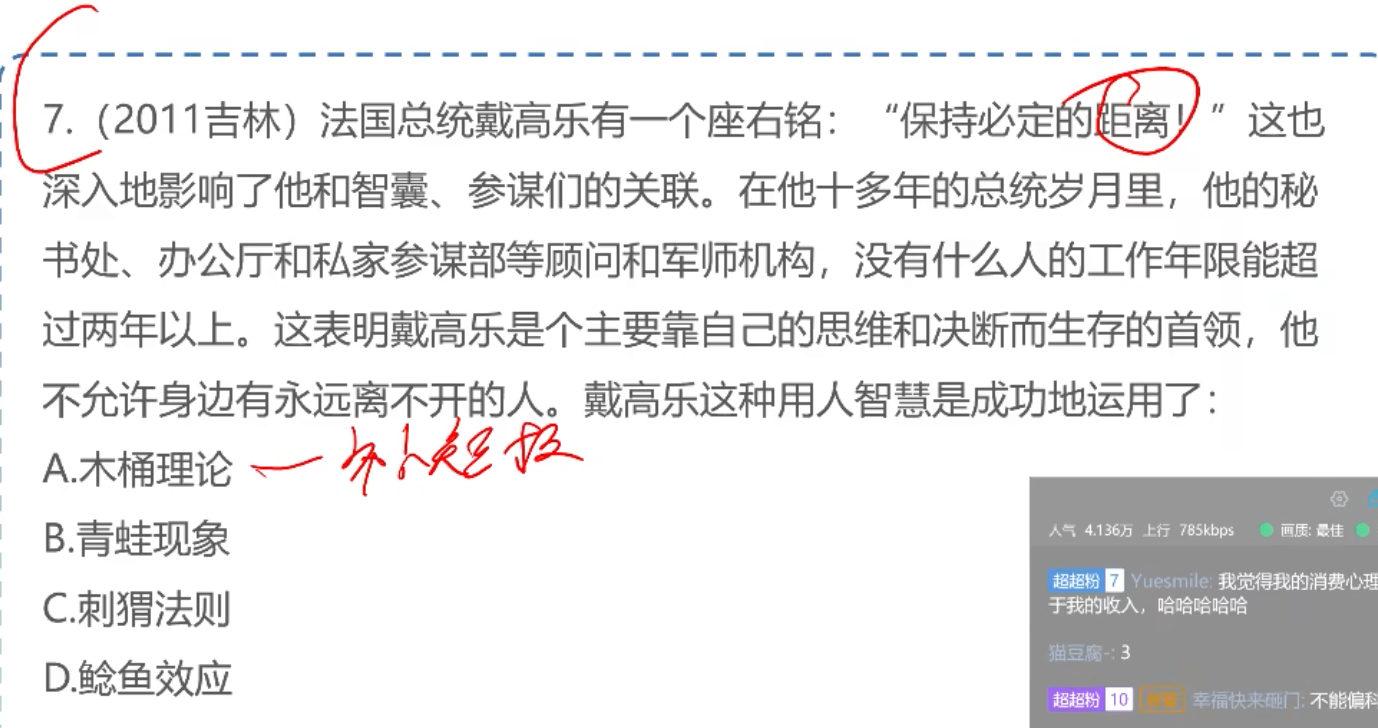 7.（2011吉林）法国总统戴高乐有一个座右铭：“保持必定的距离！”这也
深入地影响了他和智囊、参谋们的关联。在他十多年的总统岁月里，他的秘
书处、办公厅和私家参谋部等顾问和军师机构，没有什么人的工作年限能超
过两年以上。这表明戴高乐是个主要靠自己的思维和决断而生存的首领，他
不允许身边有永远离不开的人。戴高乐这种用人智慧是成功地运用了：
A.木桶理论
B.青蛙现象
C.刺猬法则
D.鲶鱼效应
人气 4.136万 上行 785kbps 画质: 最佳
超超粉 7 Yuesmile: 我觉得我的消费心理
于我的收入，哈哈哈哈哈
猫豆腐-: 3
超超粉 10 幸福快来砸门: 不能偏科